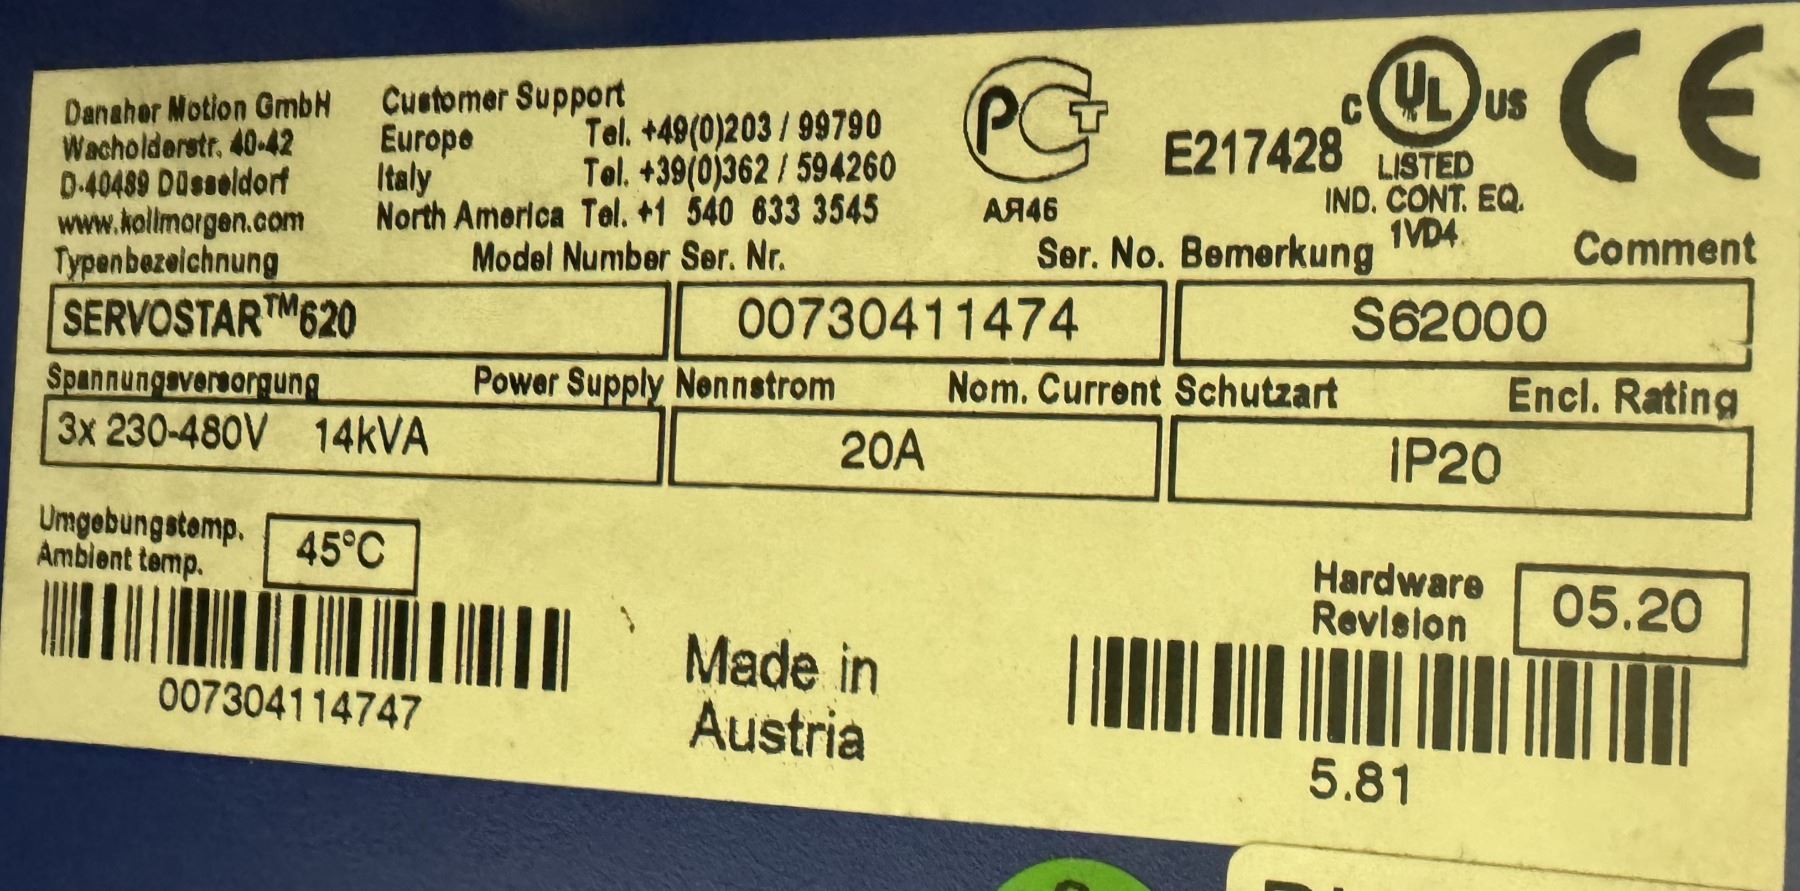 Danaher Motion GmbH
Wacholderstr. 40-42
D-40489 Düsseldorf
www.kollmorgen.com
Customer Support
Europe Tel. +49(0)203 / 99790
Italy Tel. +39(0)362 / 594260
North America Tel. +1 540 633 3545
PCT
АЯ46
E217428
C UL US
LISTED
IND. CONT. EQ.
1VD4
CE
Typenbezeichnung Model Number Ser. Nr. Ser. No. Bemerkung Comment
SERVOSTAR™620 00730411474 S62000
Spannungsversorgung Power Supply Nennstrom Nom. Current Schutzart Encl. Rating
3x 230-480V 14kVA 20A IP20
Umgebungstemp.
Ambient temp.
45°C
Hardware
Revision
05.20
007304114747
Made in
Austria
5.81